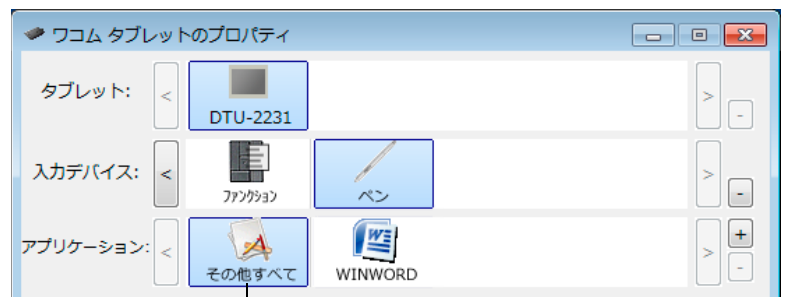 ワコム タブレットのプロパティ
タブレット:
<
DTU-2231
>
-
入力デバイス:
<
ファンクション
ペン
>
-
アプリケーション:
<
その他すべて
WINWORD
>
+
-